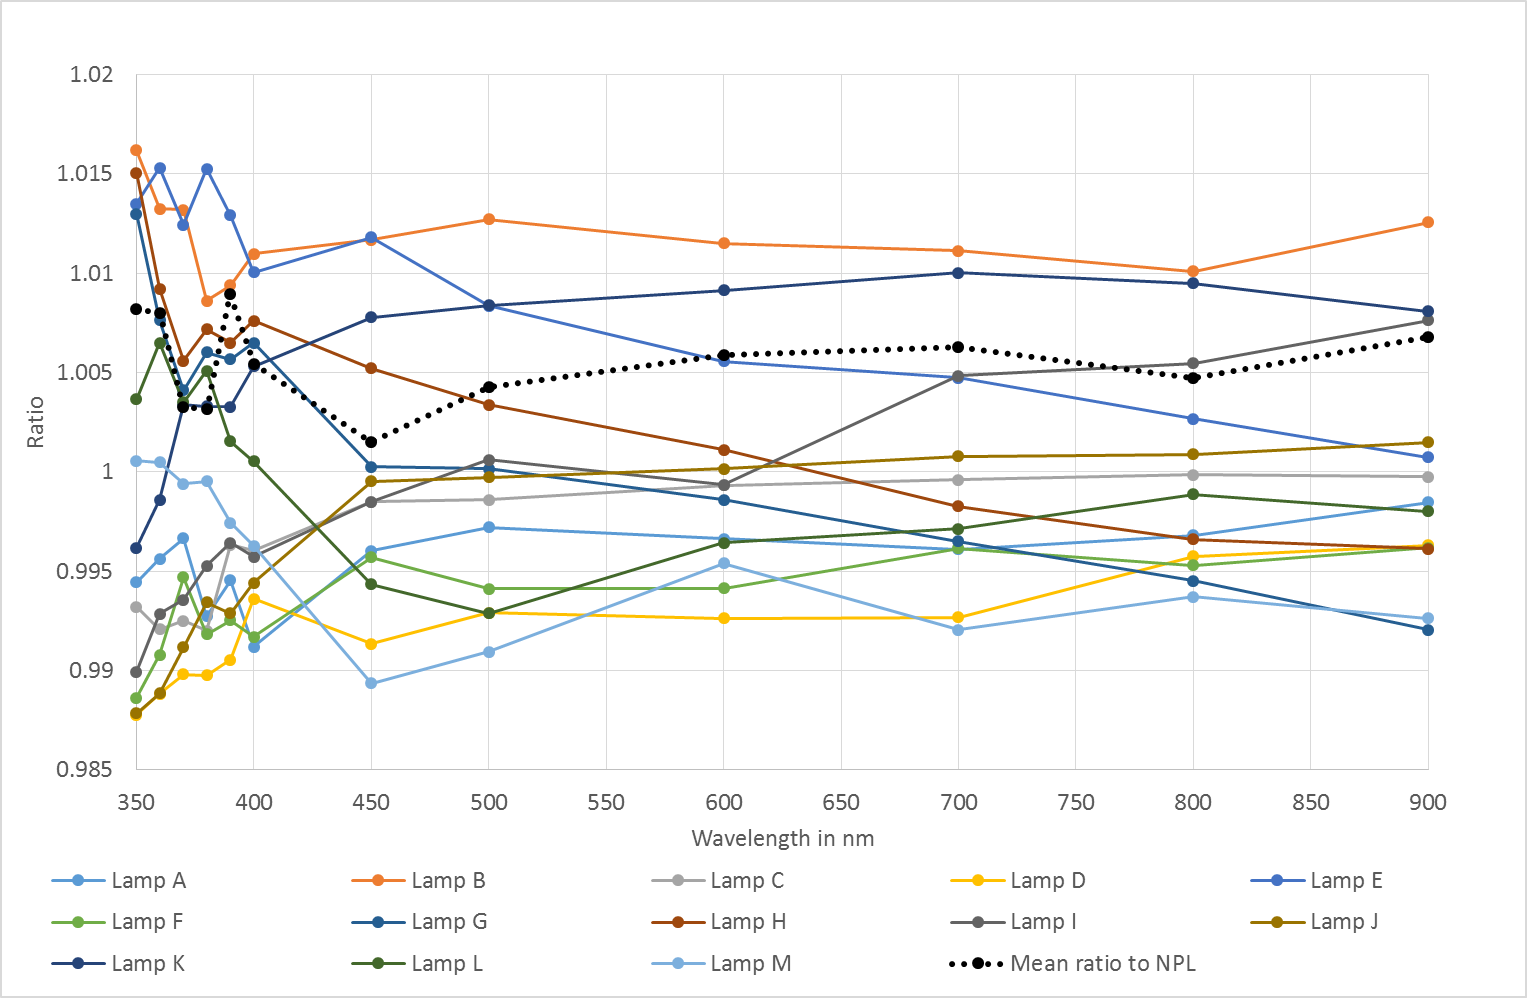 1.02
1.015
1.01
1.005
1
0.995
0.99
0.985
Ratio
350 400 450 500 550 600 650 700 750 800 850 900
Wavelength in nm
Lamp A Lamp B Lamp C Lamp D Lamp E
Lamp F Lamp G Lamp H Lamp I Lamp J
Lamp K Lamp L Lamp M Mean ratio to NPL